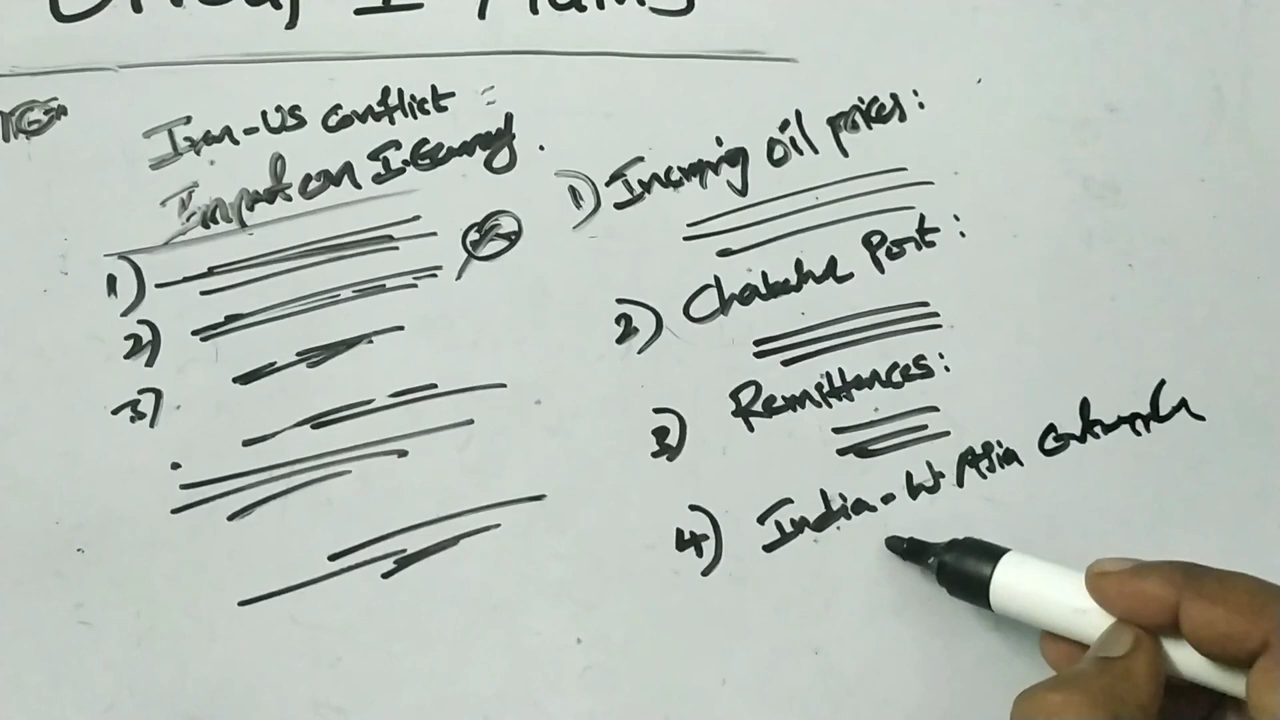 Iran-US conflict =
Impact on I.Economy.
1)
2)
3)
1) Incrsing oil prices:
2) Chabahar Port:
3) Remittances:
4) India-W Asia